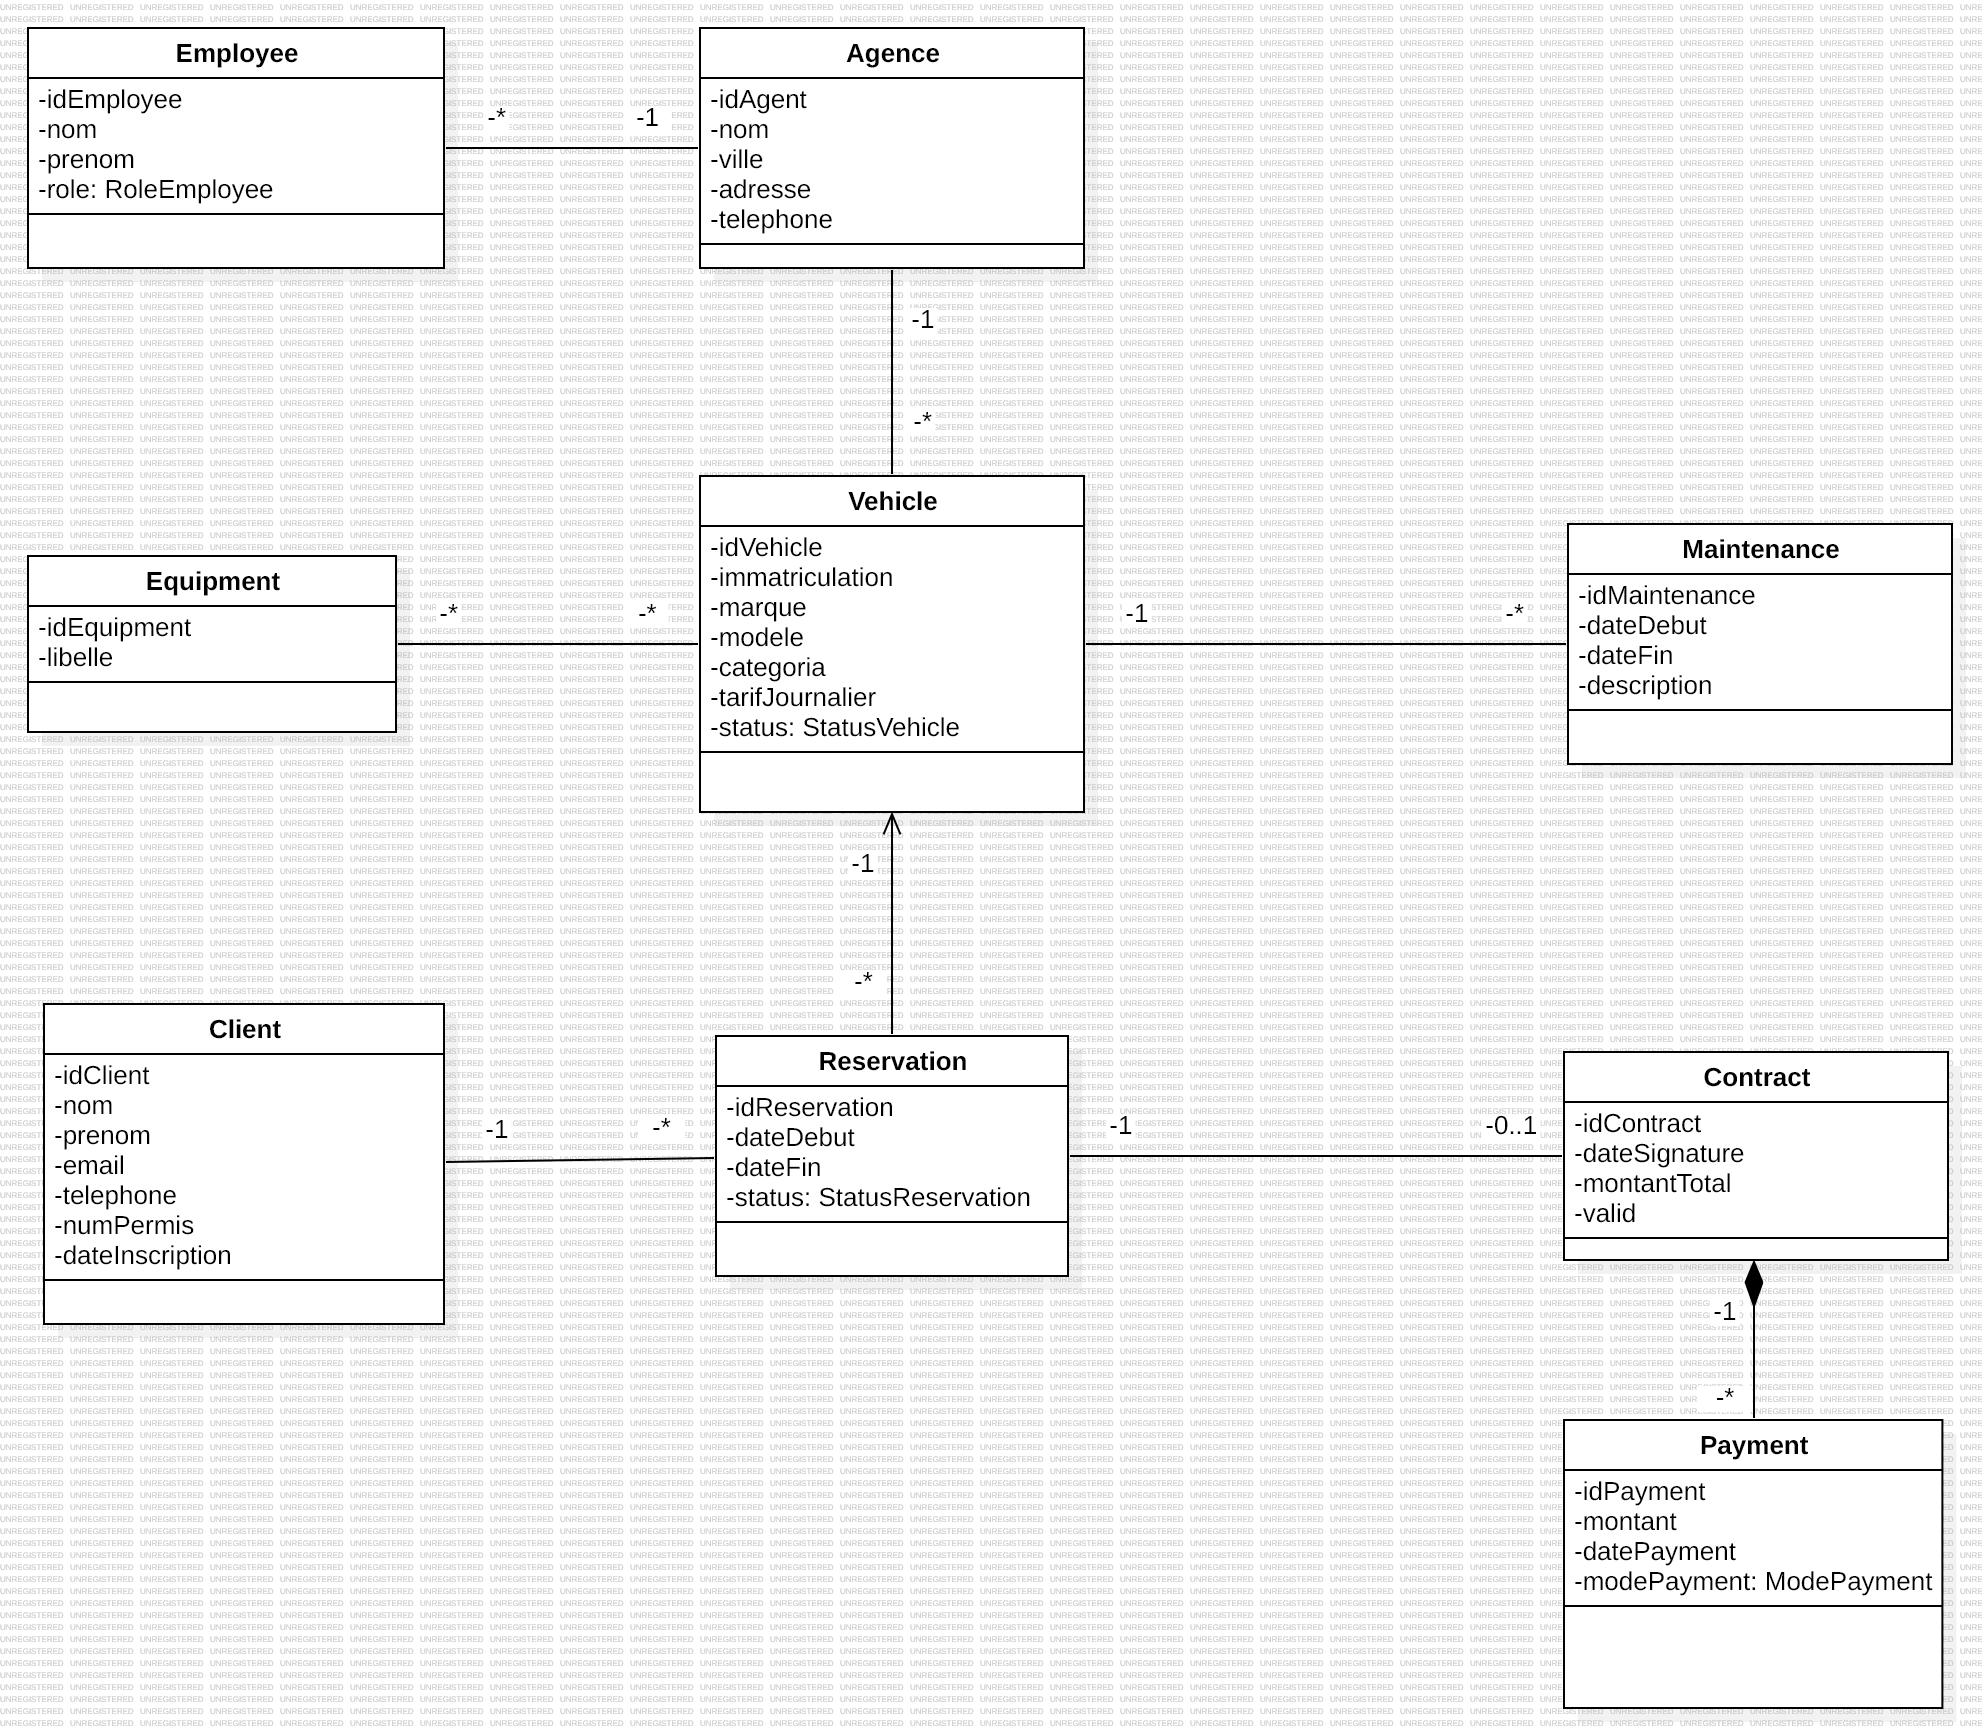 Employee
-idEmployee
-nom
-prenom
-role: RoleEmployee
-*
-1
Agence
-idAgent
-nom
-ville
-adresse
-telephone
-1
-*
Vehicle
-idVehicle
-immatriculation
-marque
-modele
-categoria
-tarifJournalier
-status: StatusVehicle
Equipment
-idEquipment
-libelle
-*
-*
-1
-*
Maintenance
-idMaintenance
-dateDebut
-dateFin
-description
-1
-*
Client
-idClient
-nom
-prenom
-email
-telephone
-numPermis
-dateInscription
-1
-*
Reservation
-idReservation
-dateDebut
-dateFin
-status: StatusReservation
-1
-0..1
Contract
-idContract
-dateSignature
-montantTotal
-valid
-1
-*
Payment
-idPayment
-montant
-datePayment
-modePayment: ModePayment
UNREGISTERED